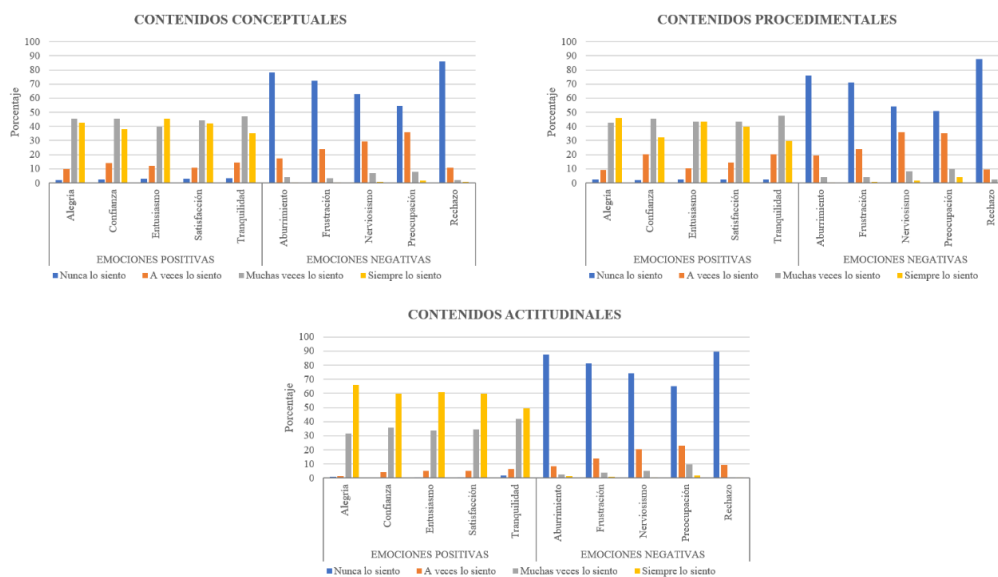 CONTENIDOS CONCEPTUALES
Porcentaje
100
90
80
70
60
50
40
30
20
10
0
Alegría
Confianza
Entusiasmo
Satisfacción
Tranquilidad
Aburrimiento
Frustración
Nerviosismo
Preocupación
Rechazo
EMOCIONES POSITIVAS EMOCIONES NEGATIVAS
Nunca lo siento A veces lo siento Muchas veces lo siento Siempre lo siento
CONTENIDOS PROCEDIMENTALES
Porcentaje
100
90
80
70
60
50
40
30
20
10
0
Alegría
Confianza
Entusiasmo
Satisfacción
Tranquilidad
Aburrimiento
Frustración
Nerviosismo
Preocupación
Rechazo
EMOCIONES POSITIVAS EMOCIONES NEGATIVAS
Nunca lo siento A veces lo siento Muchas veces lo siento Siempre lo siento
CONTENIDOS ACTITUDINALES
Porcentaje
100
90
80
70
60
50
40
30
20
10
0
Alegría
Confianza
Entusiasmo
Satisfacción
Tranquilidad
Aburrimiento
Frustración
Nerviosismo
Preocupación
Rechazo
EMOCIONES POSITIVAS EMOCIONES NEGATIVAS
Nunca lo siento A veces lo siento Muchas veces lo siento Siempre lo siento